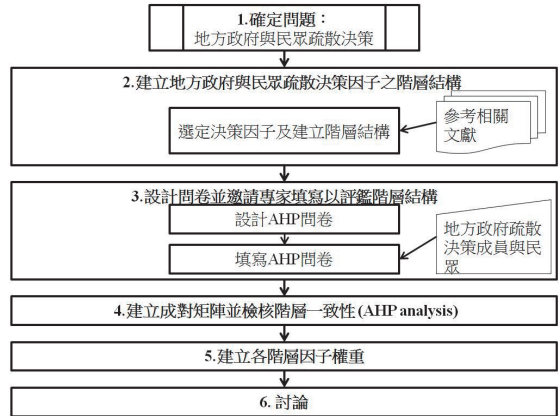 1.確定問題：
地方政府與民眾疏散決策
2.建立地方政府與民眾疏散決策因子之階層結構
選定決策因子及建立階層結構
參考相關
文獻
3.設計問卷並邀請專家填寫以評鑑階層結構
設計AHP問卷
填寫AHP問卷
地方政府疏散
決策成員與民
眾
4.建立成對矩陣並檢核階層一致性(AHP analysis)
5.建立各階層因子權重
6.討論